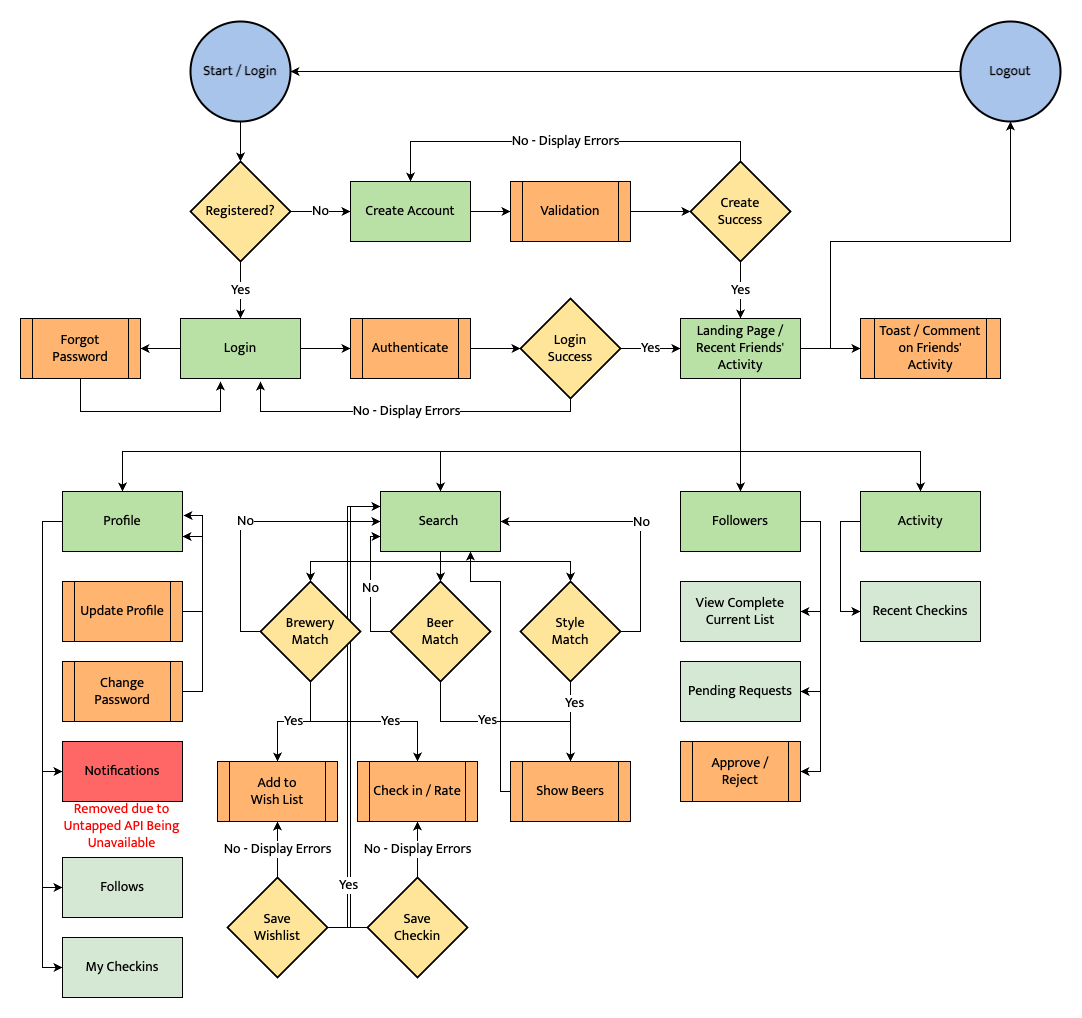 Start / Login
Logout
No - Display Errors
Registered?
No
Create Account
Validation
Create
Success
Yes
Yes
Forgot
Password
Login
Authenticate
Login
Success
Yes
Landing Page /
Recent Friends'
Activity
Toast / Comment
on Friends'
Activity
No - Display Errors
Profile
No
Search
No
Followers
Activity
Update Profile
No
Brewery
Match
Beer
Match
Style
Match
View Complete
Current List
Recent Checkins
Change
Password
Pending Requests
Yes
Yes
Yes
Yes
Notifications
Removed due to
Untapped API Being
Unavailable
Add to
Wish List
Check in / Rate
Show Beers
Approve /
Reject
No - Display Errors
No - Display Errors
Follows
Yes
Save
Wishlist
Save
Checkin
My Checkins